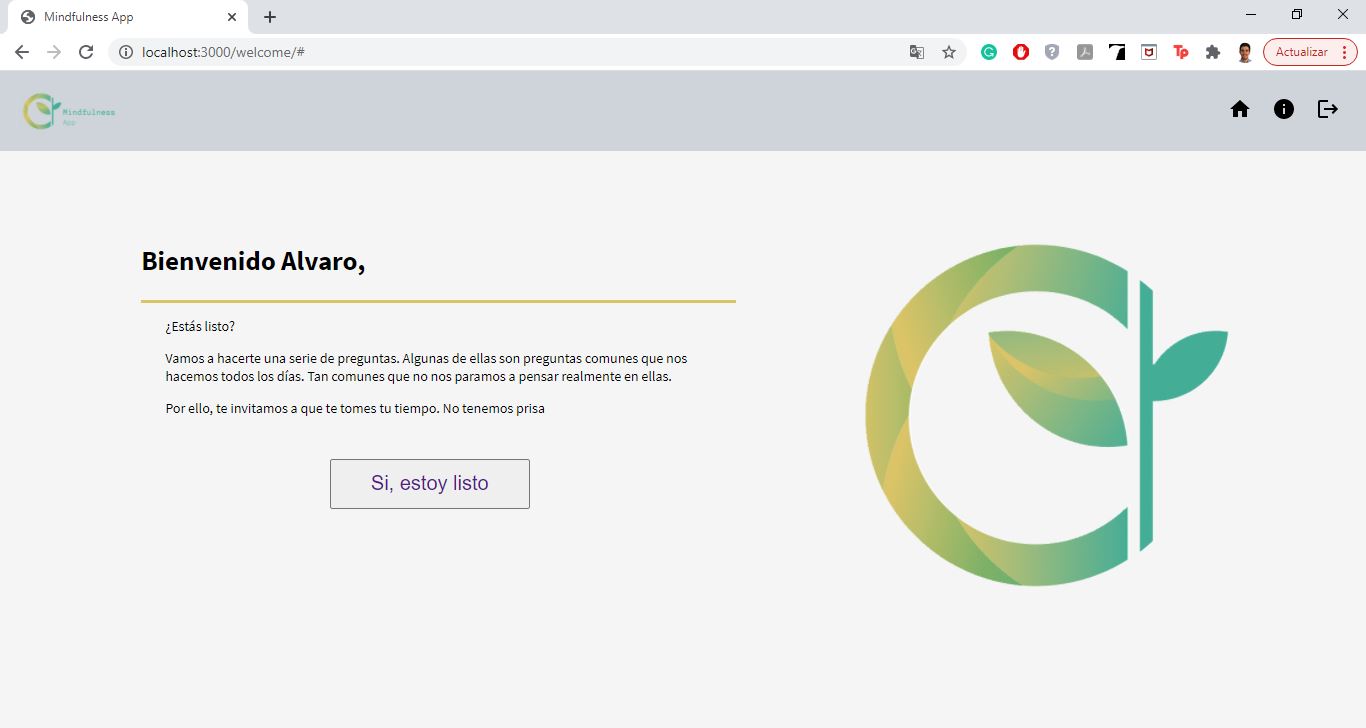 Mindfulness App
localhost:3000/welcome/#
Actualizar
Mindfulness
App
Bienvenido Alvaro,
¿Estás listo?
Vamos a hacerte una serie de preguntas. Algunas de ellas son preguntas comunes que nos
hacemos todos los días. Tan comunes que no nos paramos a pensar realmente en ellas.
Por ello, te invitamos a que te tomes tu tiempo. No tenemos prisa
Si, estoy listo